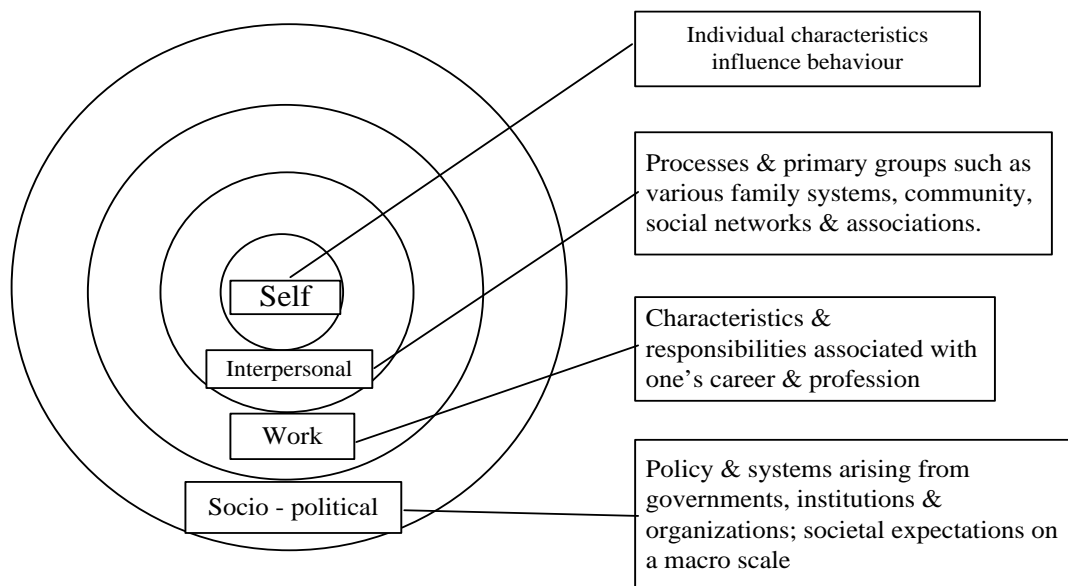 Individual characteristics
influence behaviour
Processes & primary groups such as
various family systems, community,
social networks & associations.
Self
Characteristics &
responsibilities associated with
one’s career & profession
Interpersonal
Work
Policy & systems arising from
governments, institutions &
organizations; societal expectations on
a macro scale
Socio - political